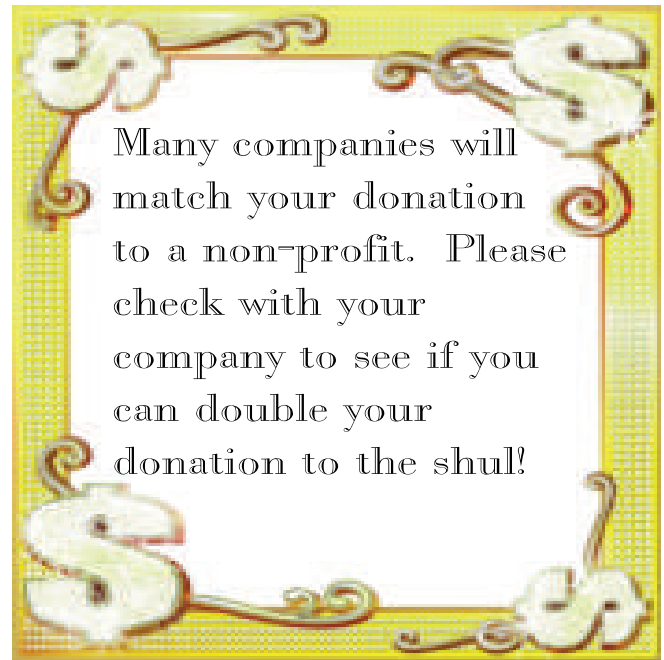 Many companies will
match your donation
to a non-profit.  Please
check with your
company to see if you
can double your
donation to the shul!